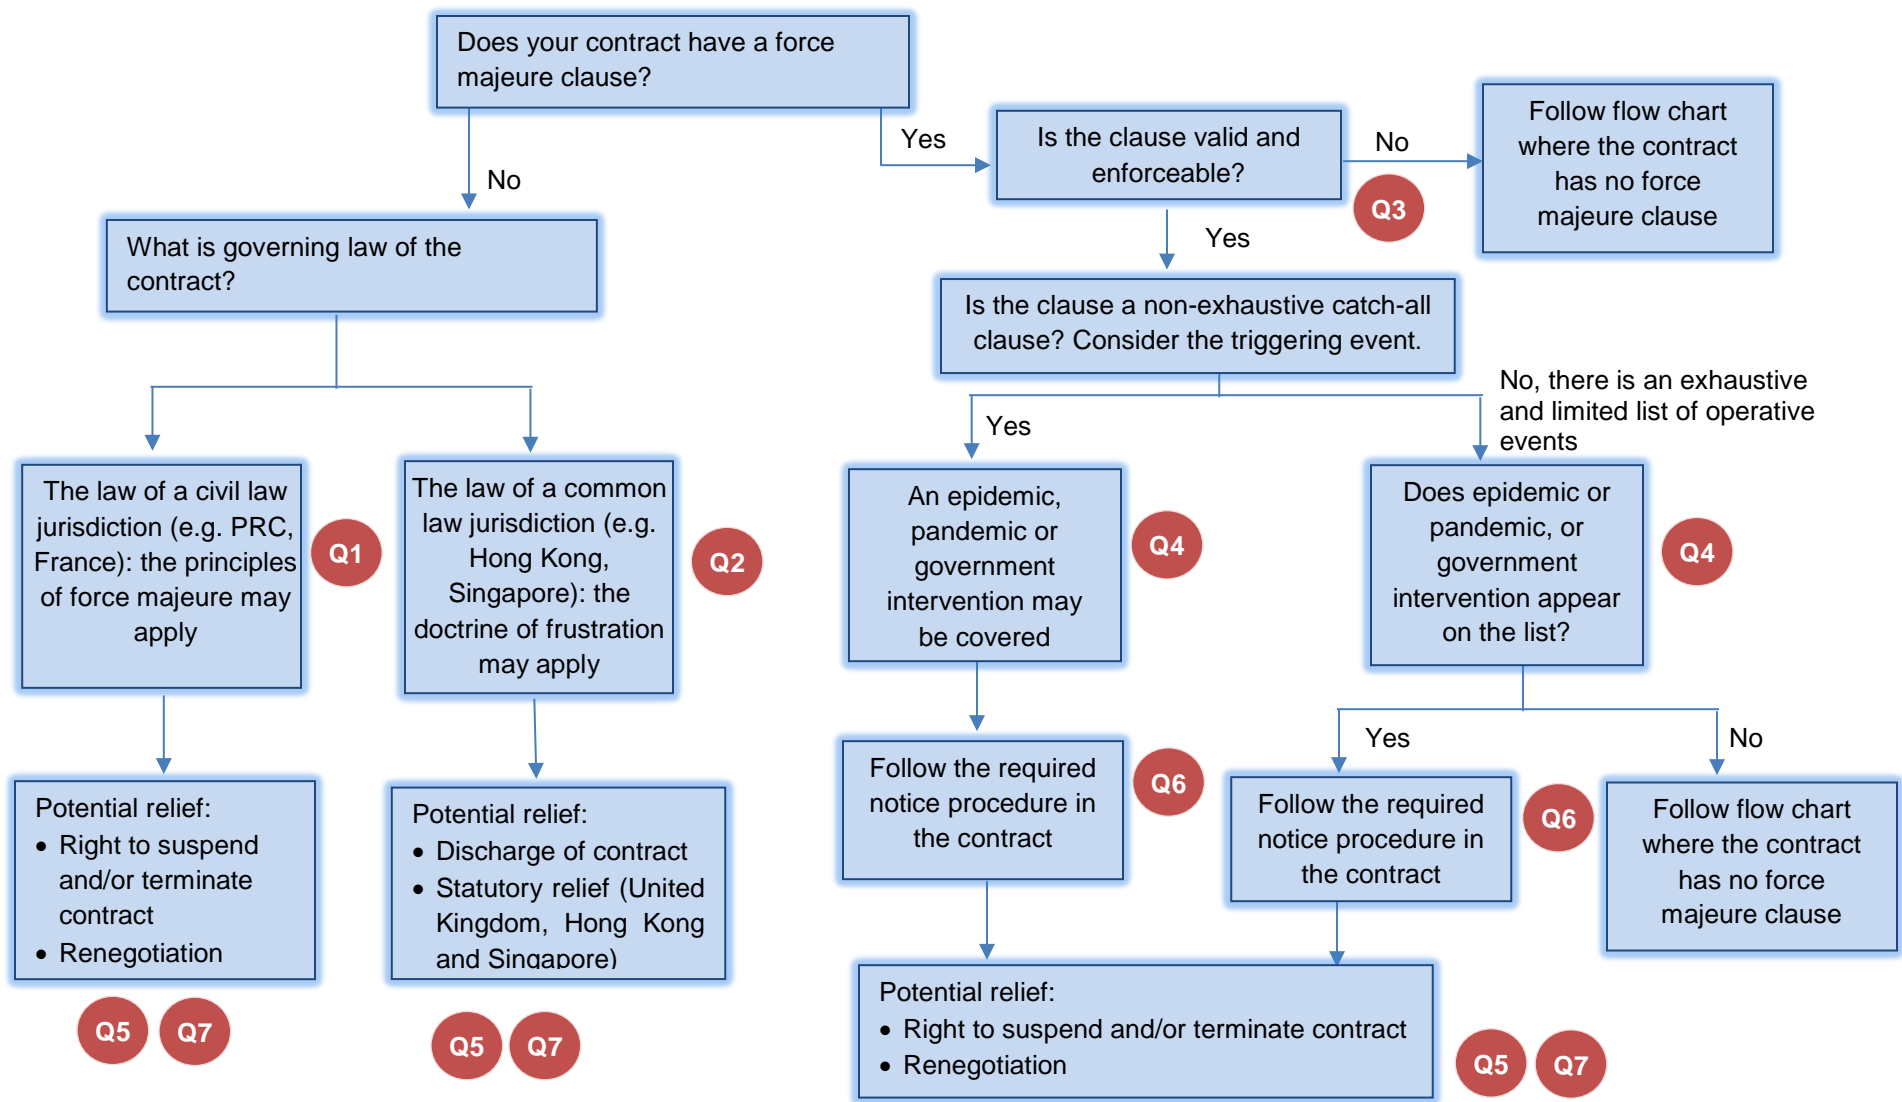 Does your contract have a force
majeure clause?
Yes
No
Is the clause valid and
enforceable?
No
Q3
Follow flow chart
where the contract
has no force
majeure clause
What is governing law of the
contract?
Yes
Is the clause a non-exhaustive catch-all
clause? Consider the triggering event.
No, there is an exhaustive
and limited list of operative
events
Yes
The law of a civil law
jurisdiction (e.g. PRC,
France): the principles
of force majeure may
apply
Q1
The law of a common
law jurisdiction (e.g.
Hong Kong,
Singapore): the
doctrine of frustration
may apply
Q2
An epidemic,
pandemic or
government
intervention may
be covered
Q4
Does epidemic or
pandemic, or
government
intervention appear
on the list?
Q4
Yes
No
Potential relief:
• Right to suspend
and/or terminate
contract
• Renegotiation
Q5
Q7
Potential relief:
• Discharge of contract
• Statutory relief (United
Kingdom, Hong Kong
and Singapore)
Q5
Q7
Follow the required
notice procedure in
the contract
Q6
Follow the required
notice procedure in
the contract
Q6
Follow flow chart
where the contract
has no force
majeure clause
Potential relief:
• Right to suspend and/or terminate contract
• Renegotiation
Q5
Q7